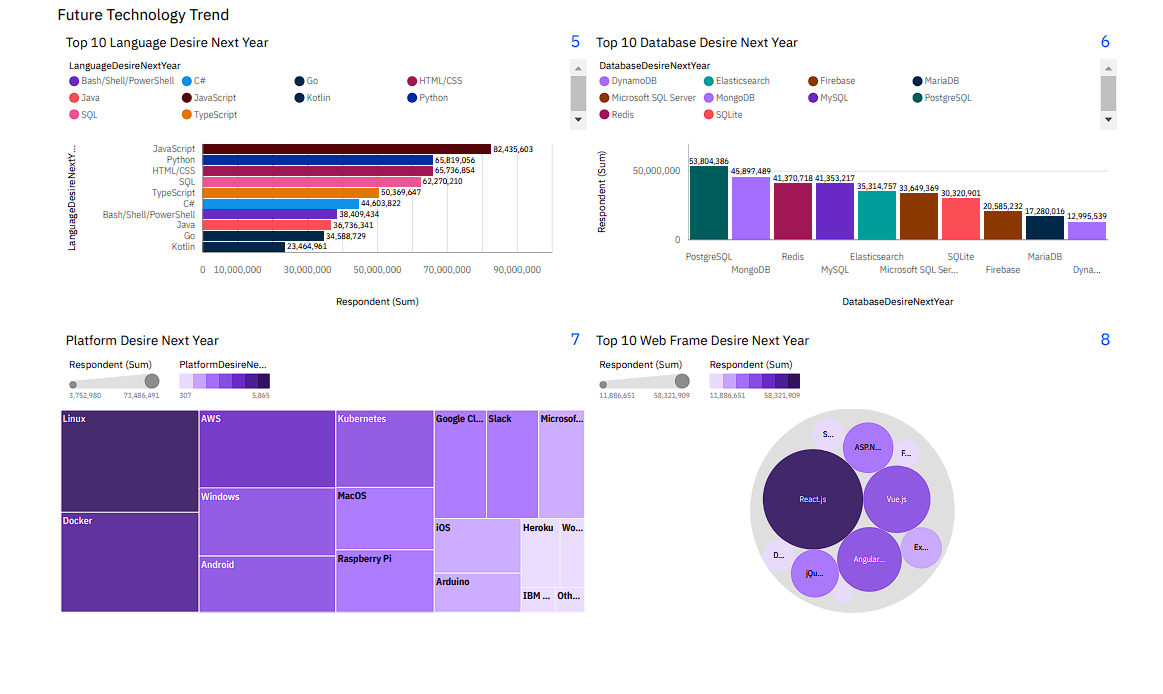 Future Technology Trend
Top 10 Language Desire Next Year
5
LanguageDesireNextYear
Bash/Shell/PowerShell C# Go HTML/CSS
Java JavaScript Kotlin Python
SQL TypeScript
LanguageDesireNextY...
JavaScript 82,435,603
Python 65,819,056
HTML/CSS 65,736,854
SQL 62,270,210
TypeScript 50,369,647
C# 44,603,822
Bash/Shell/PowerShell 38,409,434
Java 36,736,341
Go 34,588,729
Kotlin 23,464,961
0 10,000,000 30,000,000 50,000,000 70,000,000 90,000,000
Respondent (Sum)
Top 10 Database Desire Next Year
6
DatabaseDesireNextYear
DynamoDB Elasticsearch Firebase MariaDB
Microsoft SQL Server MongoDB MySQL PostgreSQL
Redis SQLite
Respondent (Sum)
50,000,000
0
53,804,386
45,897,489
41,370,718
41,353,217
35,314,757
33,649,369
30,320,901
20,585,232
17,280,016
12,995,539
PostgreSQL Redis Elasticsearch SQLite MariaDB
MongoDB MySQL Microsoft SQL Ser... Firebase Dyna...
DatabaseDesireNextYear
Platform Desire Next Year
7
Respondent (Sum) PlatformDesireNe...
3,752,980 73,486,491 307 5,865
Linux
Docker
AWS
Windows
Android
Kubernetes
MacOS
Raspberry Pi
Google Cl...
Slack
Microsof...
iOS
Arduino
Heroku
Wo...
IBM ...
Oth...
Top 10 Web Frame Desire Next Year
8
Respondent (Sum) Respondent (Sum)
11,886,651 58,321,909 11,886,651 58,321,909
S...
ASP.N...
F...
React.js
Vue.js
D...
jQu...
Angular...
Ex...